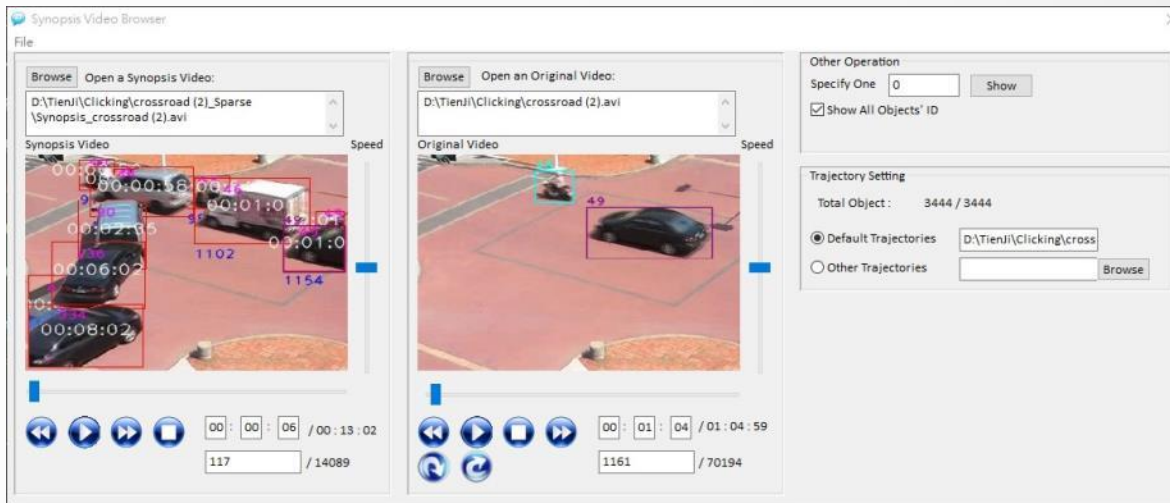 Synopsis Video Browser
File
Browse Open a Synopsis Video:
D:\TienJi\Clicking\crossroad (2)_Sparse
\Synopsis_crossroad (2).avi
Synopsis Video
Speed
00:00:58
00:01:0
00:02:35
1102
00:01:0
00:06:02
1154
00:08:02
00 : 00 : 06 / 00 : 13 : 02
117 / 14089
Browse Open an Original Video:
D:\TienJi\Clicking\crossroad (2).avi
Original Video
Speed
49
00 : 01 : 04 / 01 : 04 : 59
1161 / 70194
Other Operation
Specify One 0 Show
Show All Objects' ID
Trajectory Setting
Total Object : 3444 / 3444
Default Trajectories D:\TienJi\Clicking\cross
Other Trajectories Browse